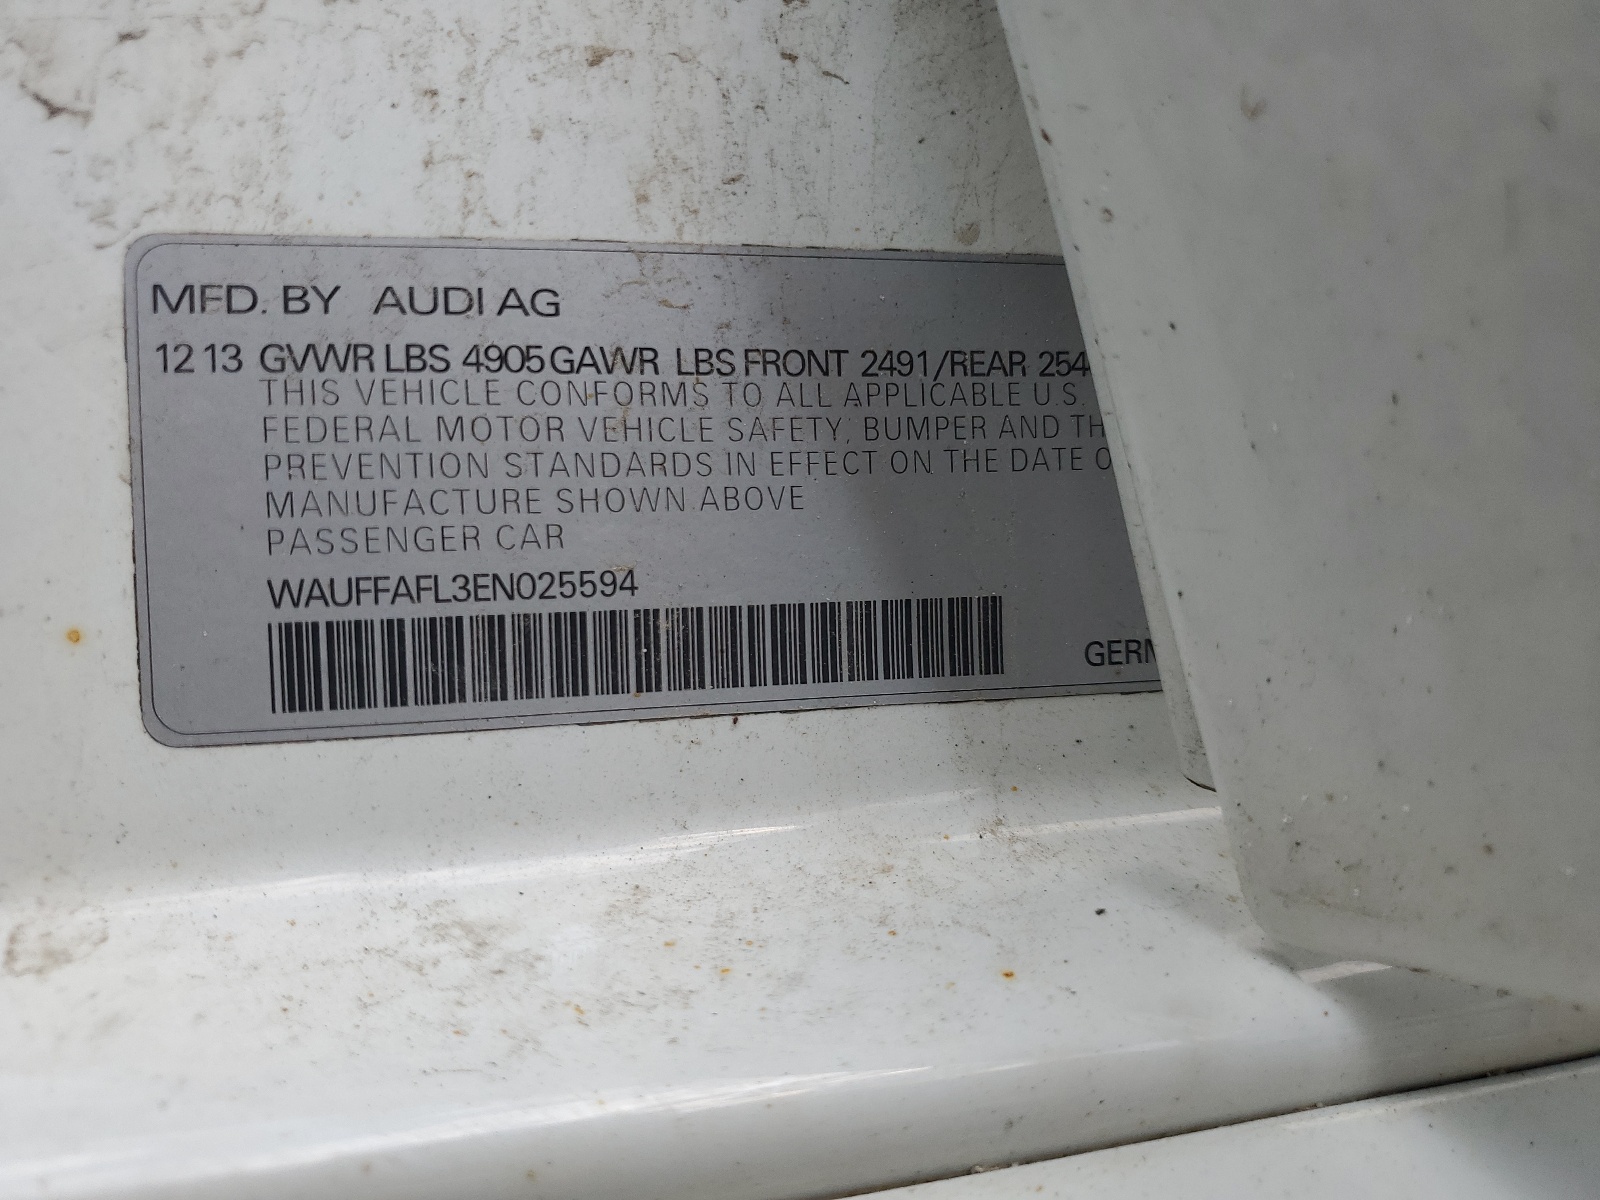 MFD. BY AUDI AG
12 13 GVWR LBS 4905 GAWR LBS FRONT 2491/REAR 254
THIS VEHICLE CONFORMS TO ALL APPLICABLE U.S.
FEDERAL MOTOR VEHICLE SAFETY, BUMPER AND TH
PREVENTION STANDARDS IN EFFECT ON THE DATE O
MANUFACTURE SHOWN ABOVE
PASSENGER CAR
WAUFFAFL3EN025594
GERM